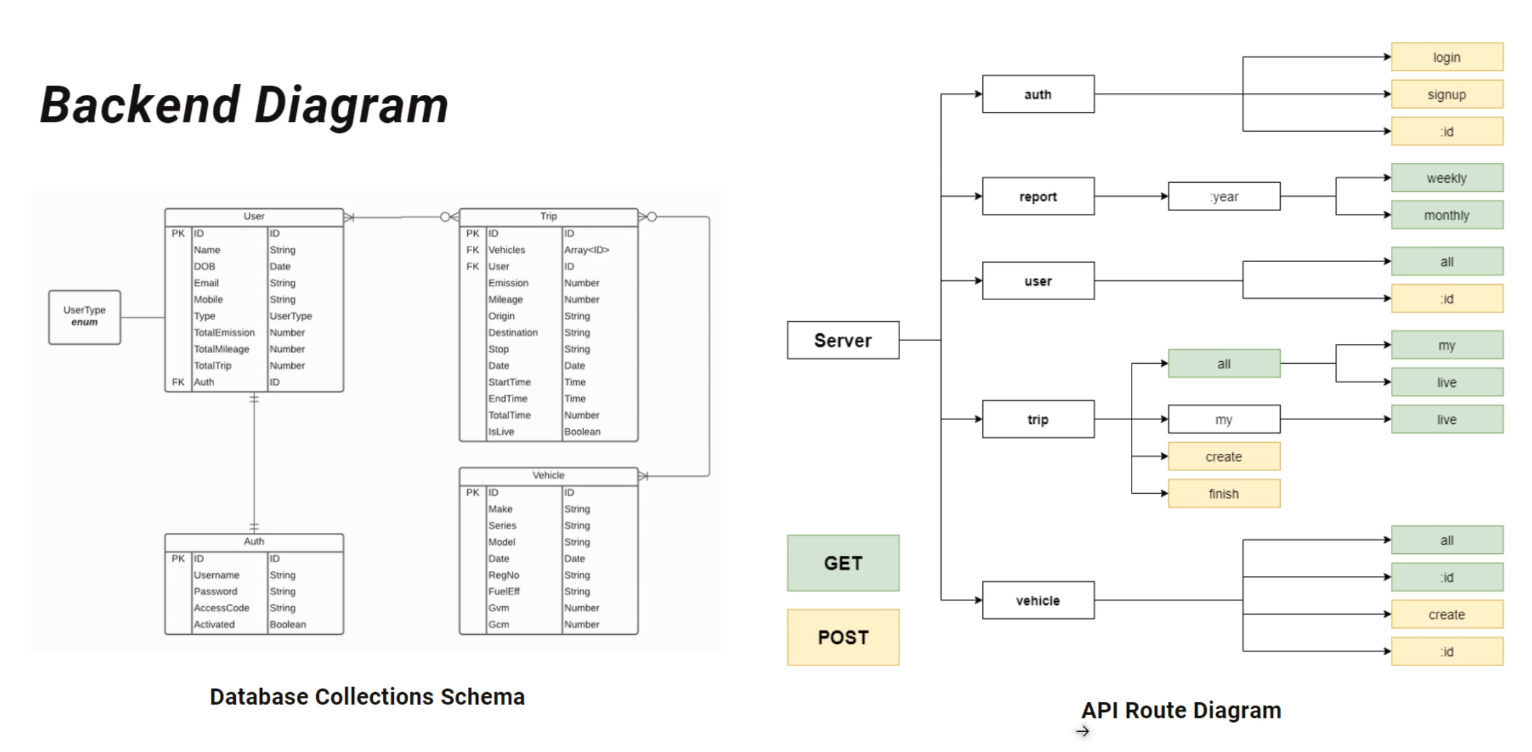 Backend Diagram
User
PK ID ID
Name String
DOB Date
Email String
Mobile String
Type UserType
TotalEmission Number
TotalMileage Number
TotalTrip Number
FK Auth ID
UserType
enum
Trip
PK ID ID
FK Vehicles Array<ID>
FK User ID
Emission Number
Mileage Number
Origin String
Destination String
Stop String
Date Date
StartTime Time
EndTime Time
TotalTime Number
IsLive Boolean
Auth
PK ID ID
Username String
Password String
AccessCode String
Activated Boolean
Vehicle
PK ID ID
Make String
Series String
Model String
Date Date
RegNo String
FuelEff String
Gvm Number
Gcm Number
Database Collections Schema
Server
auth
login
signup
:id
report
:year
weekly
monthly
user
all
:id
trip
all
my
live
my
live
create
finish
vehicle
all
:id
create
:id
GET
POST
API Route Diagram